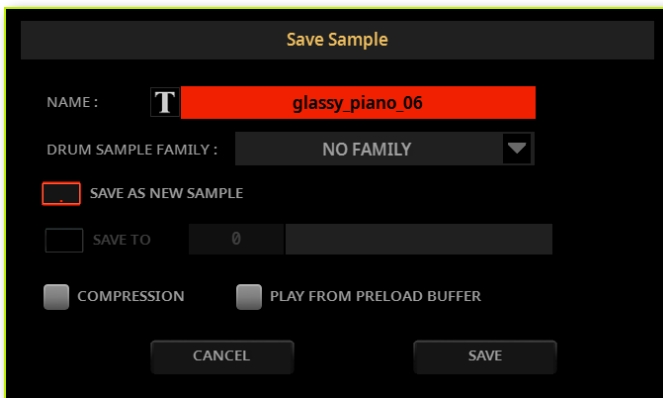 Save Sample
NAME : T glassy_piano_06
DRUM SAMPLE FAMILY : NO FAMILY
SAVE AS NEW SAMPLE
SAVE TO 0
COMPRESSION PLAY FROM PRELOAD BUFFER
CANCEL SAVE